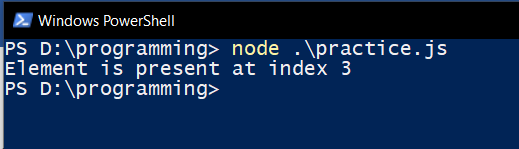 Windows PowerShell
PS D:\programming> node .\practice.js
Element is present at index 3
PS D:\programming>